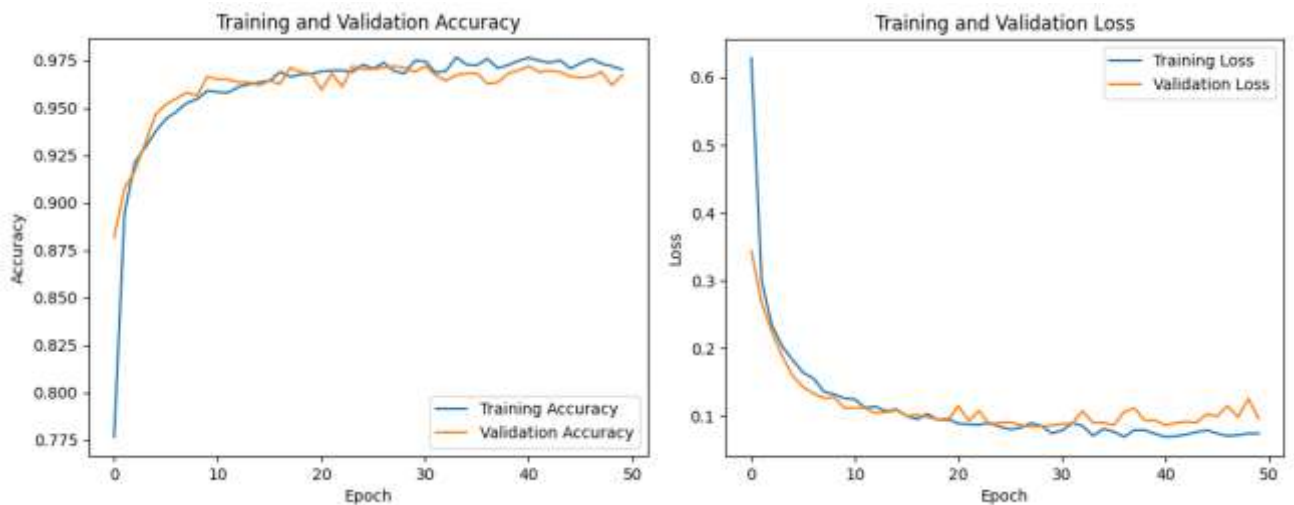 Training and Validation Accuracy
Accuracy
0.975
0.950
0.925
0.900
0.875
0.850
0.825
0.800
0.775
Training Accuracy
Validation Accuracy
0 10 20 30 40 50
Epoch
Training and Validation Loss
Loss
0.6
0.5
0.4
0.3
0.2
0.1
Training Loss
Validation Loss
0 10 20 30 40 50
Epoch